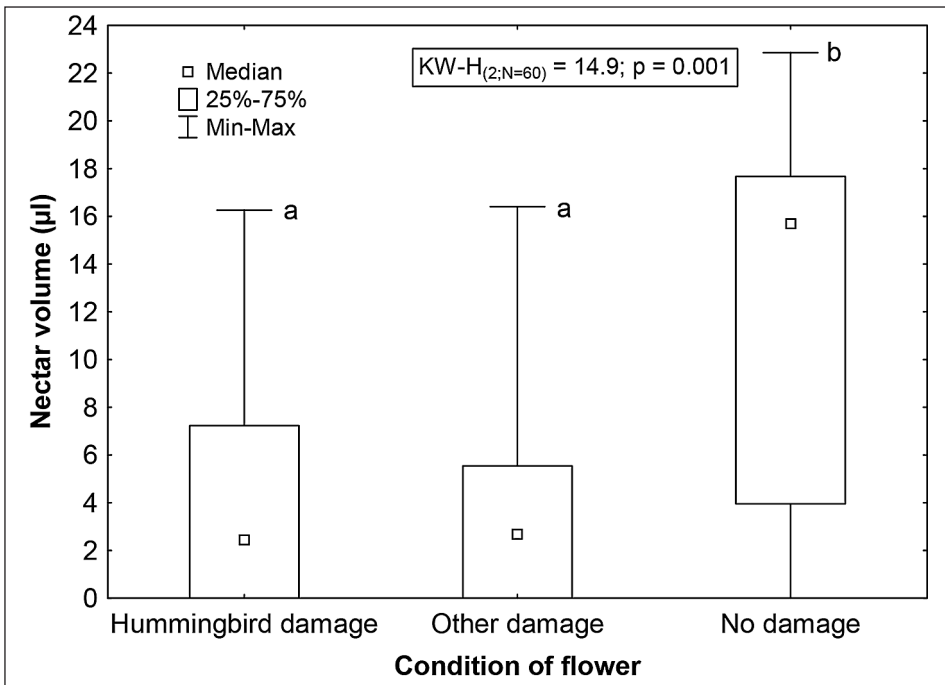 24
22
20
18
16
14
12
10
8
6
4
2
0
Nectar volume (µl)
Median
25%-75%
Min-Max
KW-H(2;N=60) = 14.9; p = 0.001
a
a
b
Hummingbird damage
Other damage
No damage
Condition of flower